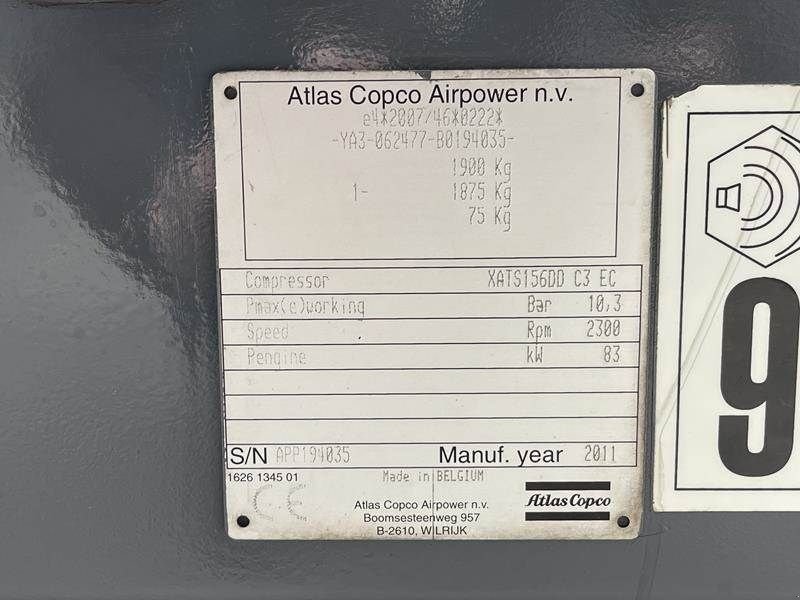 Atlas Copco Airpower n.v.
e4*2007/46*0222*
-YA3-062477-B0194035-
1900 Kg
1- 1875 Kg
75 Kg
Compressor XATS156DD C3 EC
Pmax(e)working Bar 10,3
Speed Rpm 2300
Pengine kW 83
S/N APP194035 Manuf. year 2011
1626 1345 01 Made in BELGIUM
CE
Atlas Copco Airpower n.v.
Boomsesteenweg 957
B-2610, WILRIJK
Atlas Copco
9